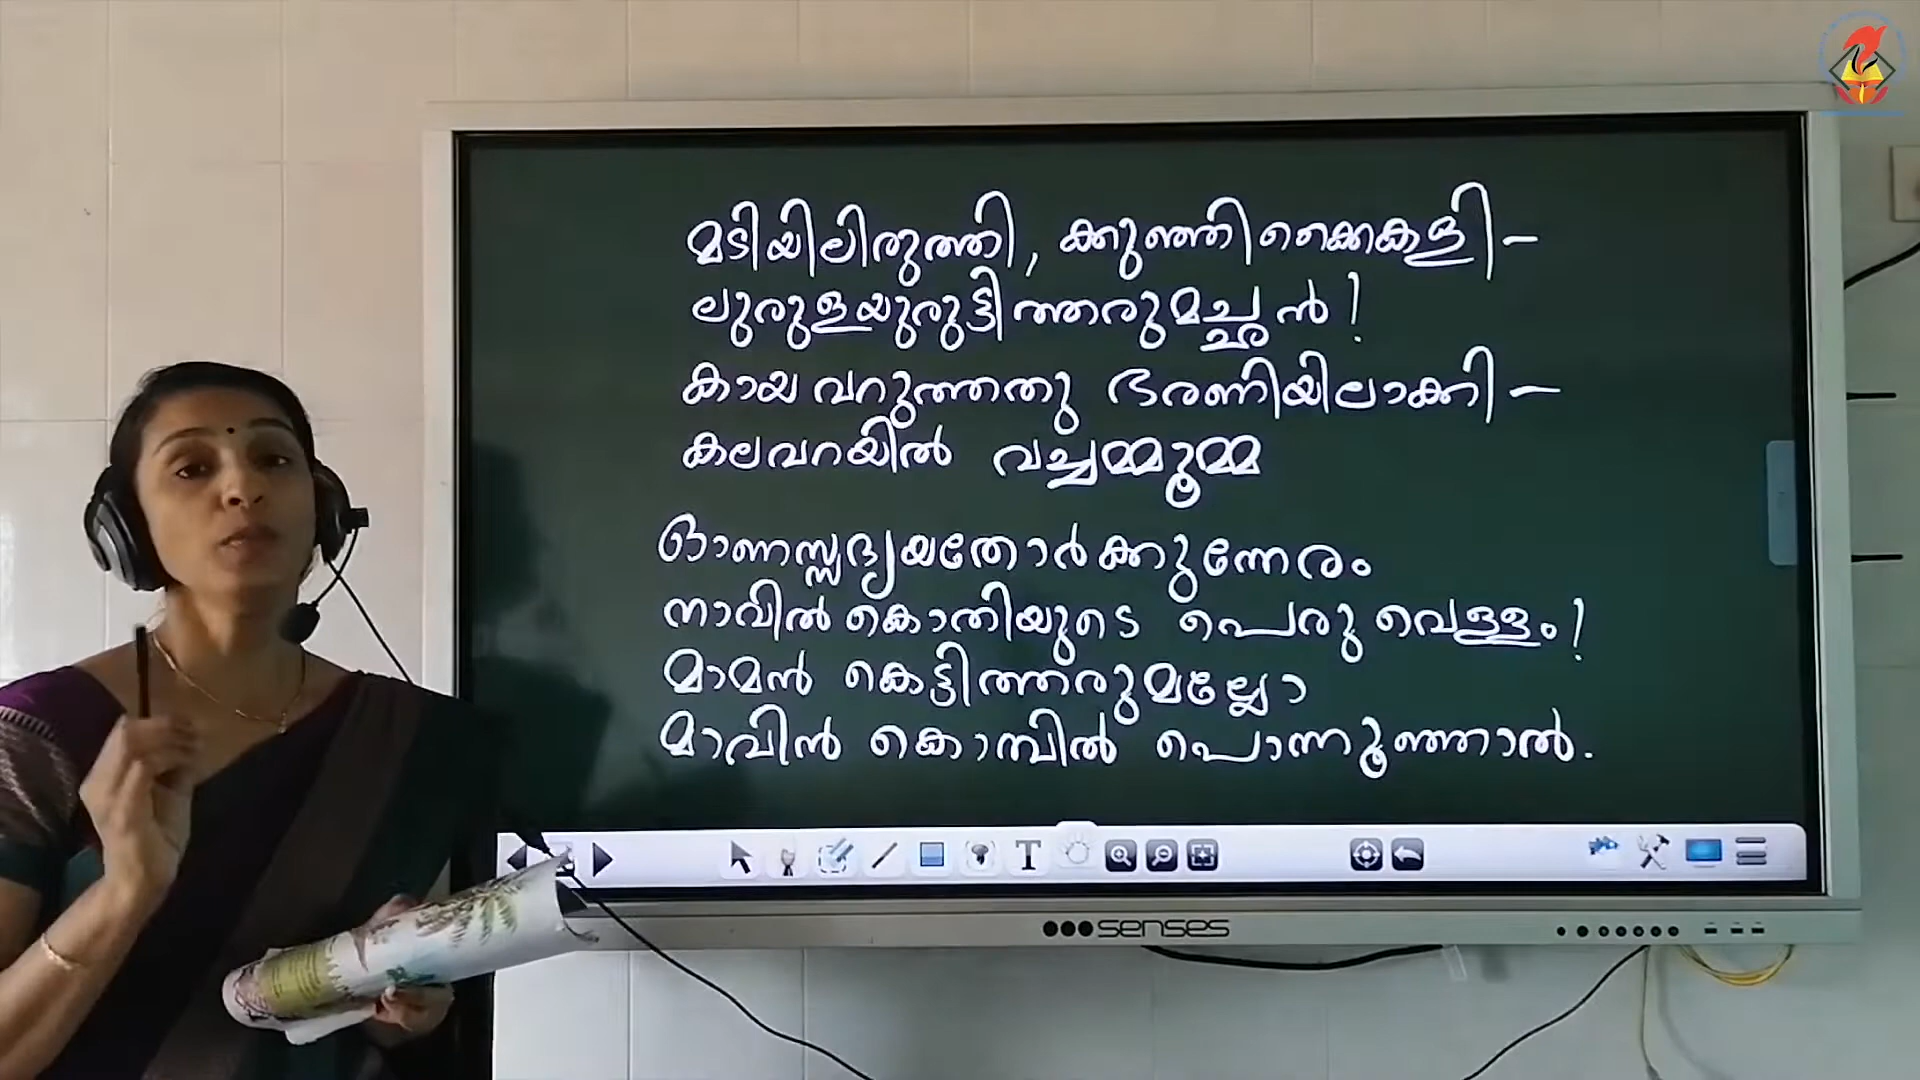 മടിയിലിരുത്തി, ക്കുഞ്ഞിക്കൈകളി-
ലുരുളയുരുട്ടിത്തരുമച്ഛൻ!
കായ വറുത്തതു ഭരണിയിലാക്കി-
കലവറയിൽ വച്ചമ്മൂമ്മ
ഓണസ്സദ്യയതോർക്കുന്നേരം
നാവിൽ കൊതിയുടെ പെരുവെള്ളം!
മാമൻ കെട്ടിത്തരുമല്ലോ
മാവിൻ കൊമ്പിൽ പൊന്നൂഞ്ഞാൽ.
T
senses